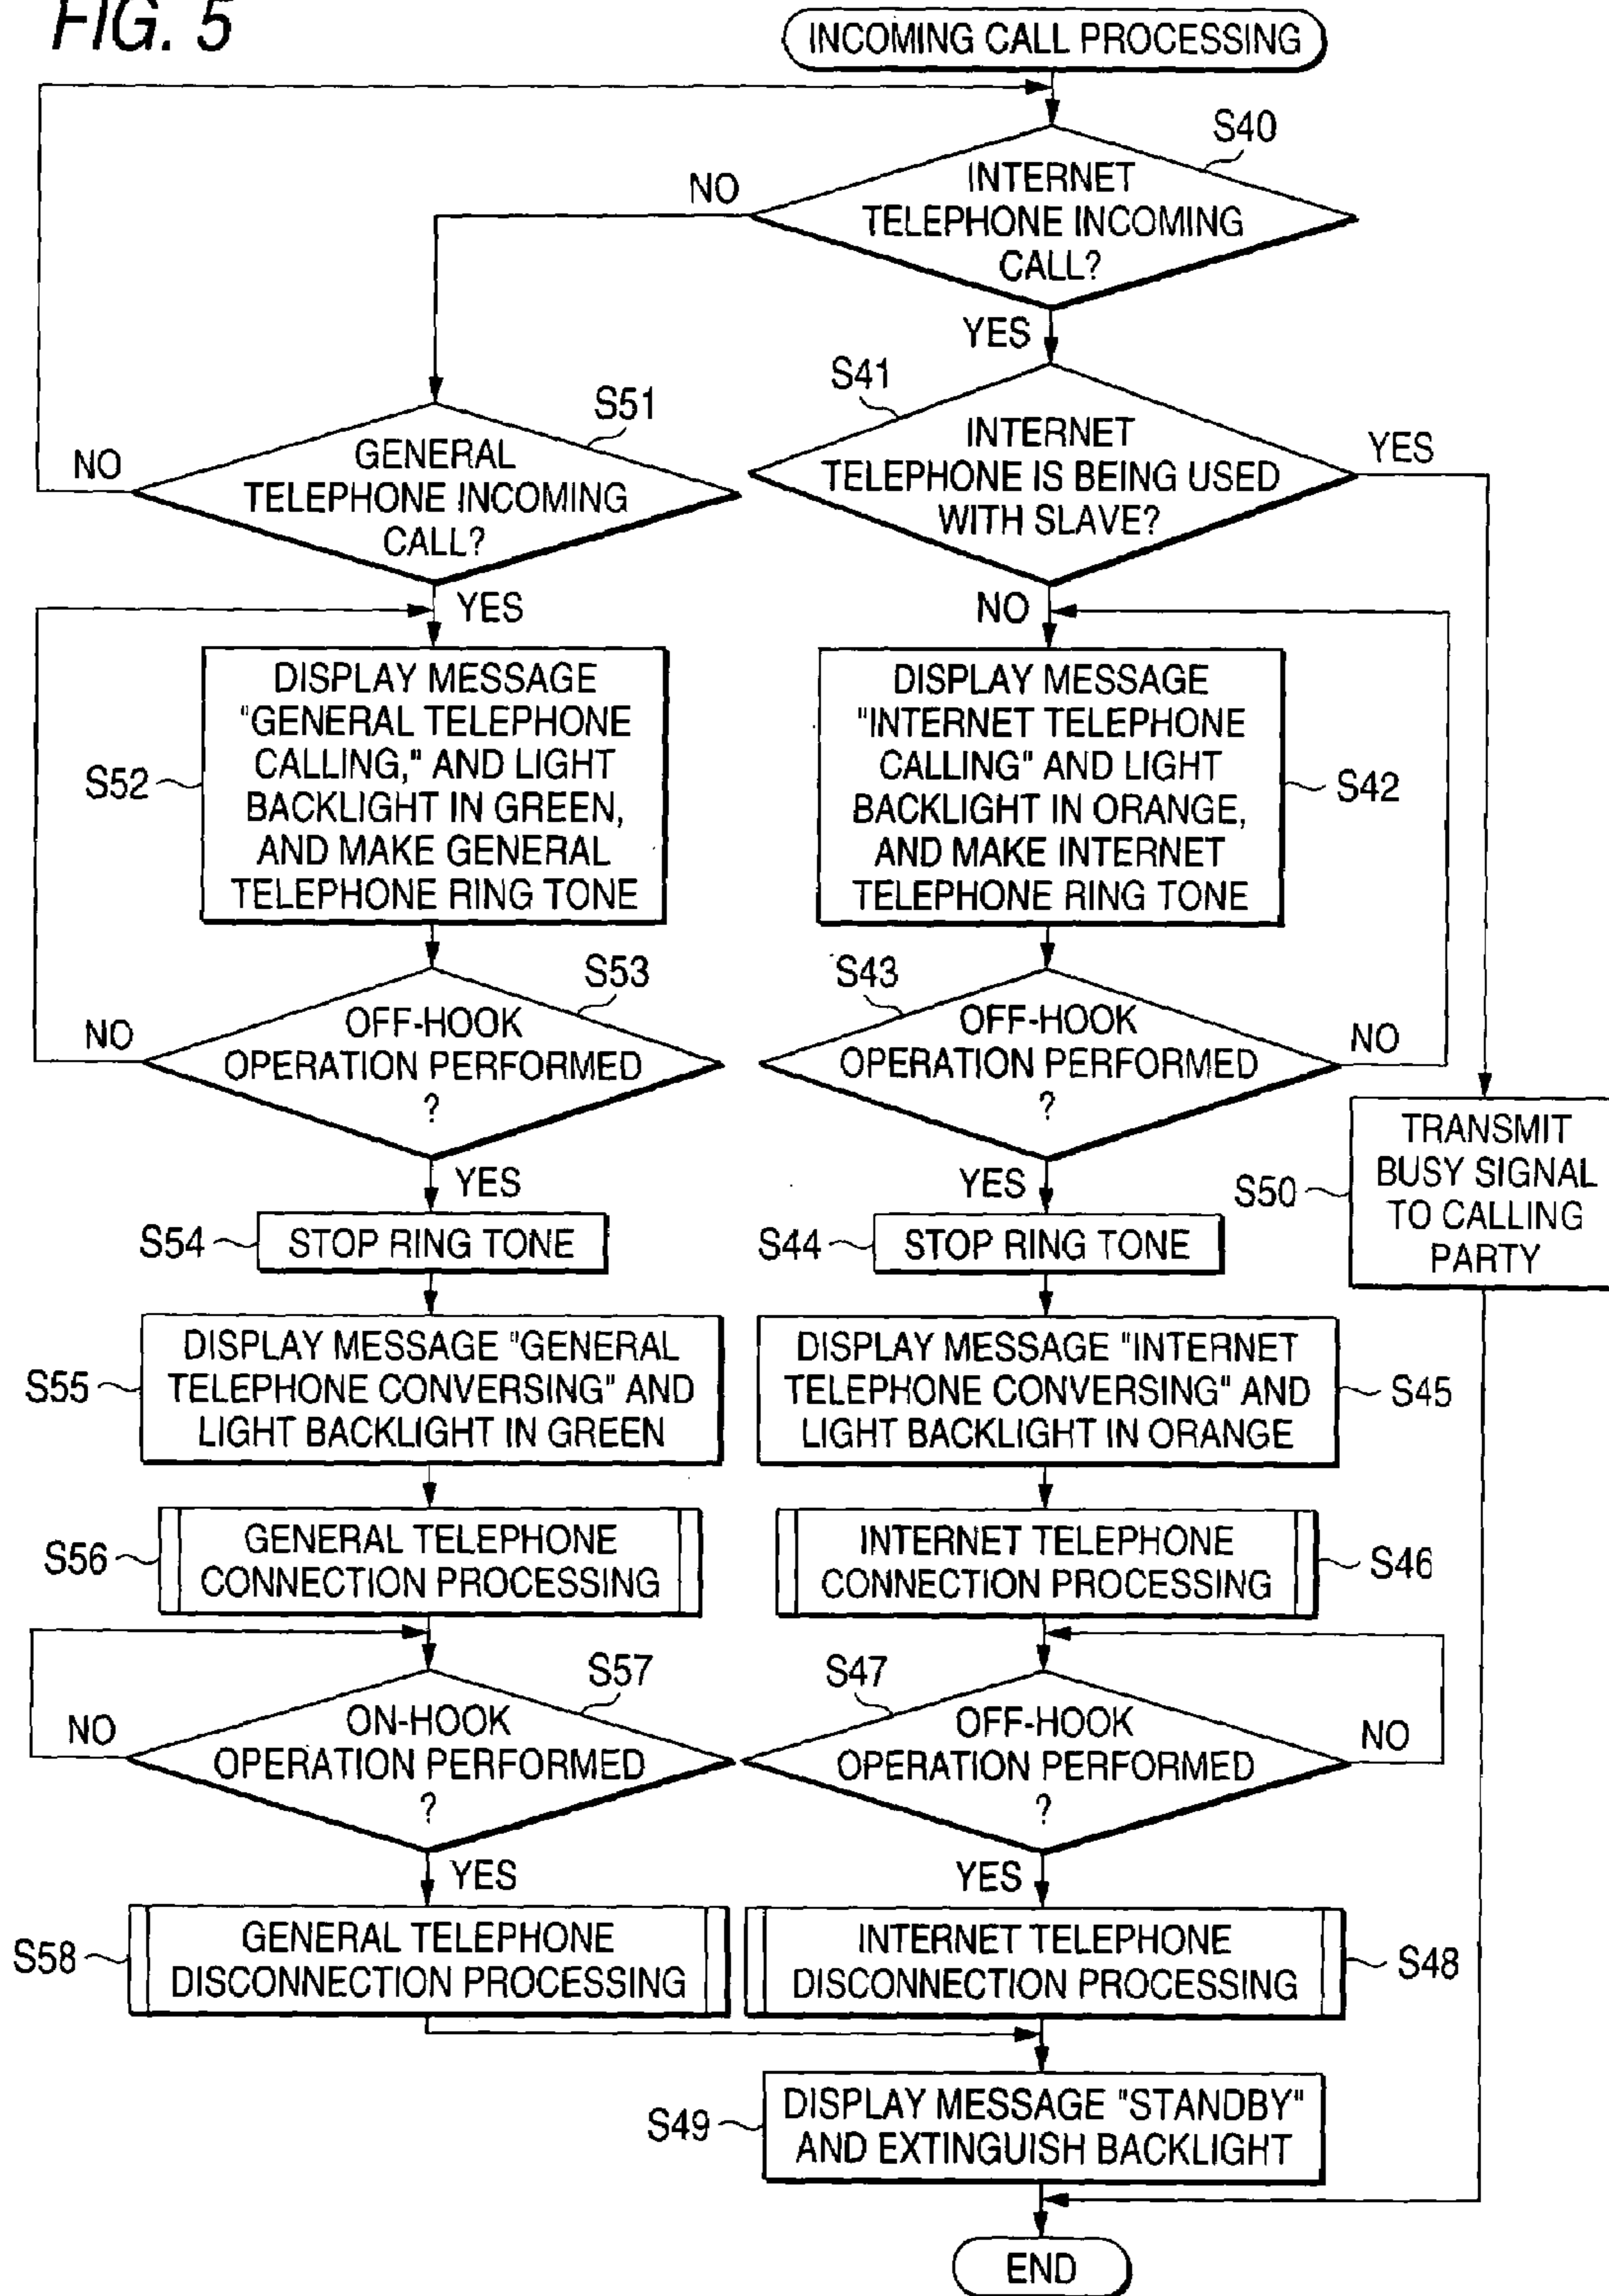 FIG. 5
INCOMING CALL PROCESSING
S40
INTERNET
TELEPHONE INCOMING
CALL?
NO
YES
S41
INTERNET
TELEPHONE IS BEING USED
WITH SLAVE?
YES
NO
S51
GENERAL
TELEPHONE INCOMING
CALL?
NO
YES
S52
DISPLAY MESSAGE
"GENERAL TELEPHONE
CALLING," AND LIGHT
BACKLIGHT IN GREEN,
AND MAKE GENERAL
TELEPHONE RING TONE
DISPLAY MESSAGE
"INTERNET TELEPHONE
CALLING" AND LIGHT
BACKLIGHT IN ORANGE,
AND MAKE INTERNET
TELEPHONE RING TONE
S42
S53
OFF-HOOK
OPERATION PERFORMED
?
NO
YES
S43
OFF-HOOK
OPERATION PERFORMED
?
NO
YES
S50
TRANSMIT
BUSY SIGNAL
TO CALLING
PARTY
S54
STOP RING TONE
S44
STOP RING TONE
S55
DISPLAY MESSAGE "GENERAL
TELEPHONE CONVERSING" AND
LIGHT BACKLIGHT IN GREEN
DISPLAY MESSAGE "INTERNET
TELEPHONE CONVERSING" AND
LIGHT BACKLIGHT IN ORANGE
S45
S56
GENERAL TELEPHONE
CONNECTION PROCESSING
INTERNET TELEPHONE
CONNECTION PROCESSING
S46
S57
ON-HOOK
OPERATION PERFORMED
?
NO
YES
S47
OFF-HOOK
OPERATION PERFORMED
?
NO
YES
S58
GENERAL TELEPHONE
DISCONNECTION PROCESSING
INTERNET TELEPHONE
DISCONNECTION PROCESSING
S48
S49
DISPLAY MESSAGE "STANDBY"
AND EXTINGUISH BACKLIGHT
END